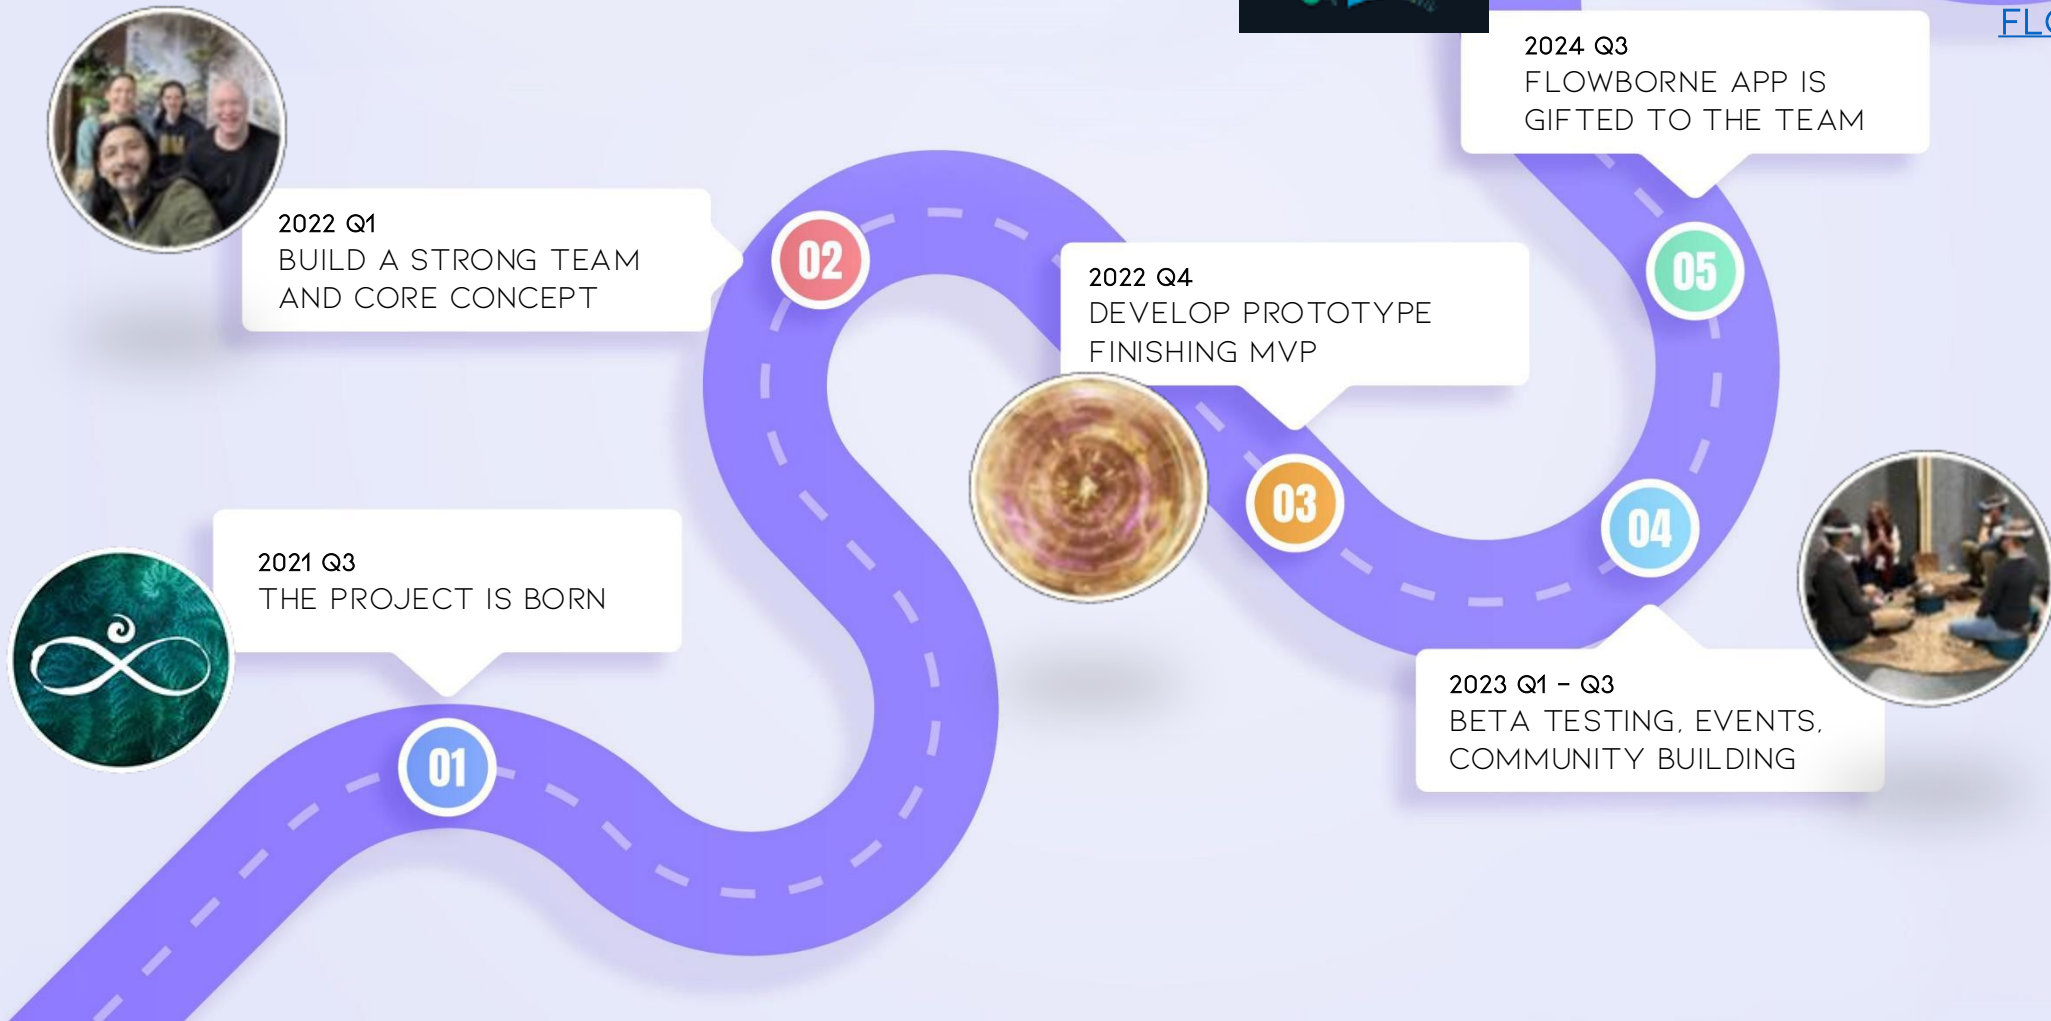 2024 Q3
FLOWBORNE APP IS
GIFTED TO THE TEAM
05
2022 Q1
BUILD A STRONG TEAM
AND CORE CONCEPT
02
2022 Q4
DEVELOP PROTOTYPE
FINISHING MVP
03
04
2021 Q3
THE PROJECT IS BORN
01
2023 Q1 – Q3
BETA TESTING, EVENTS,
COMMUNITY BUILDING